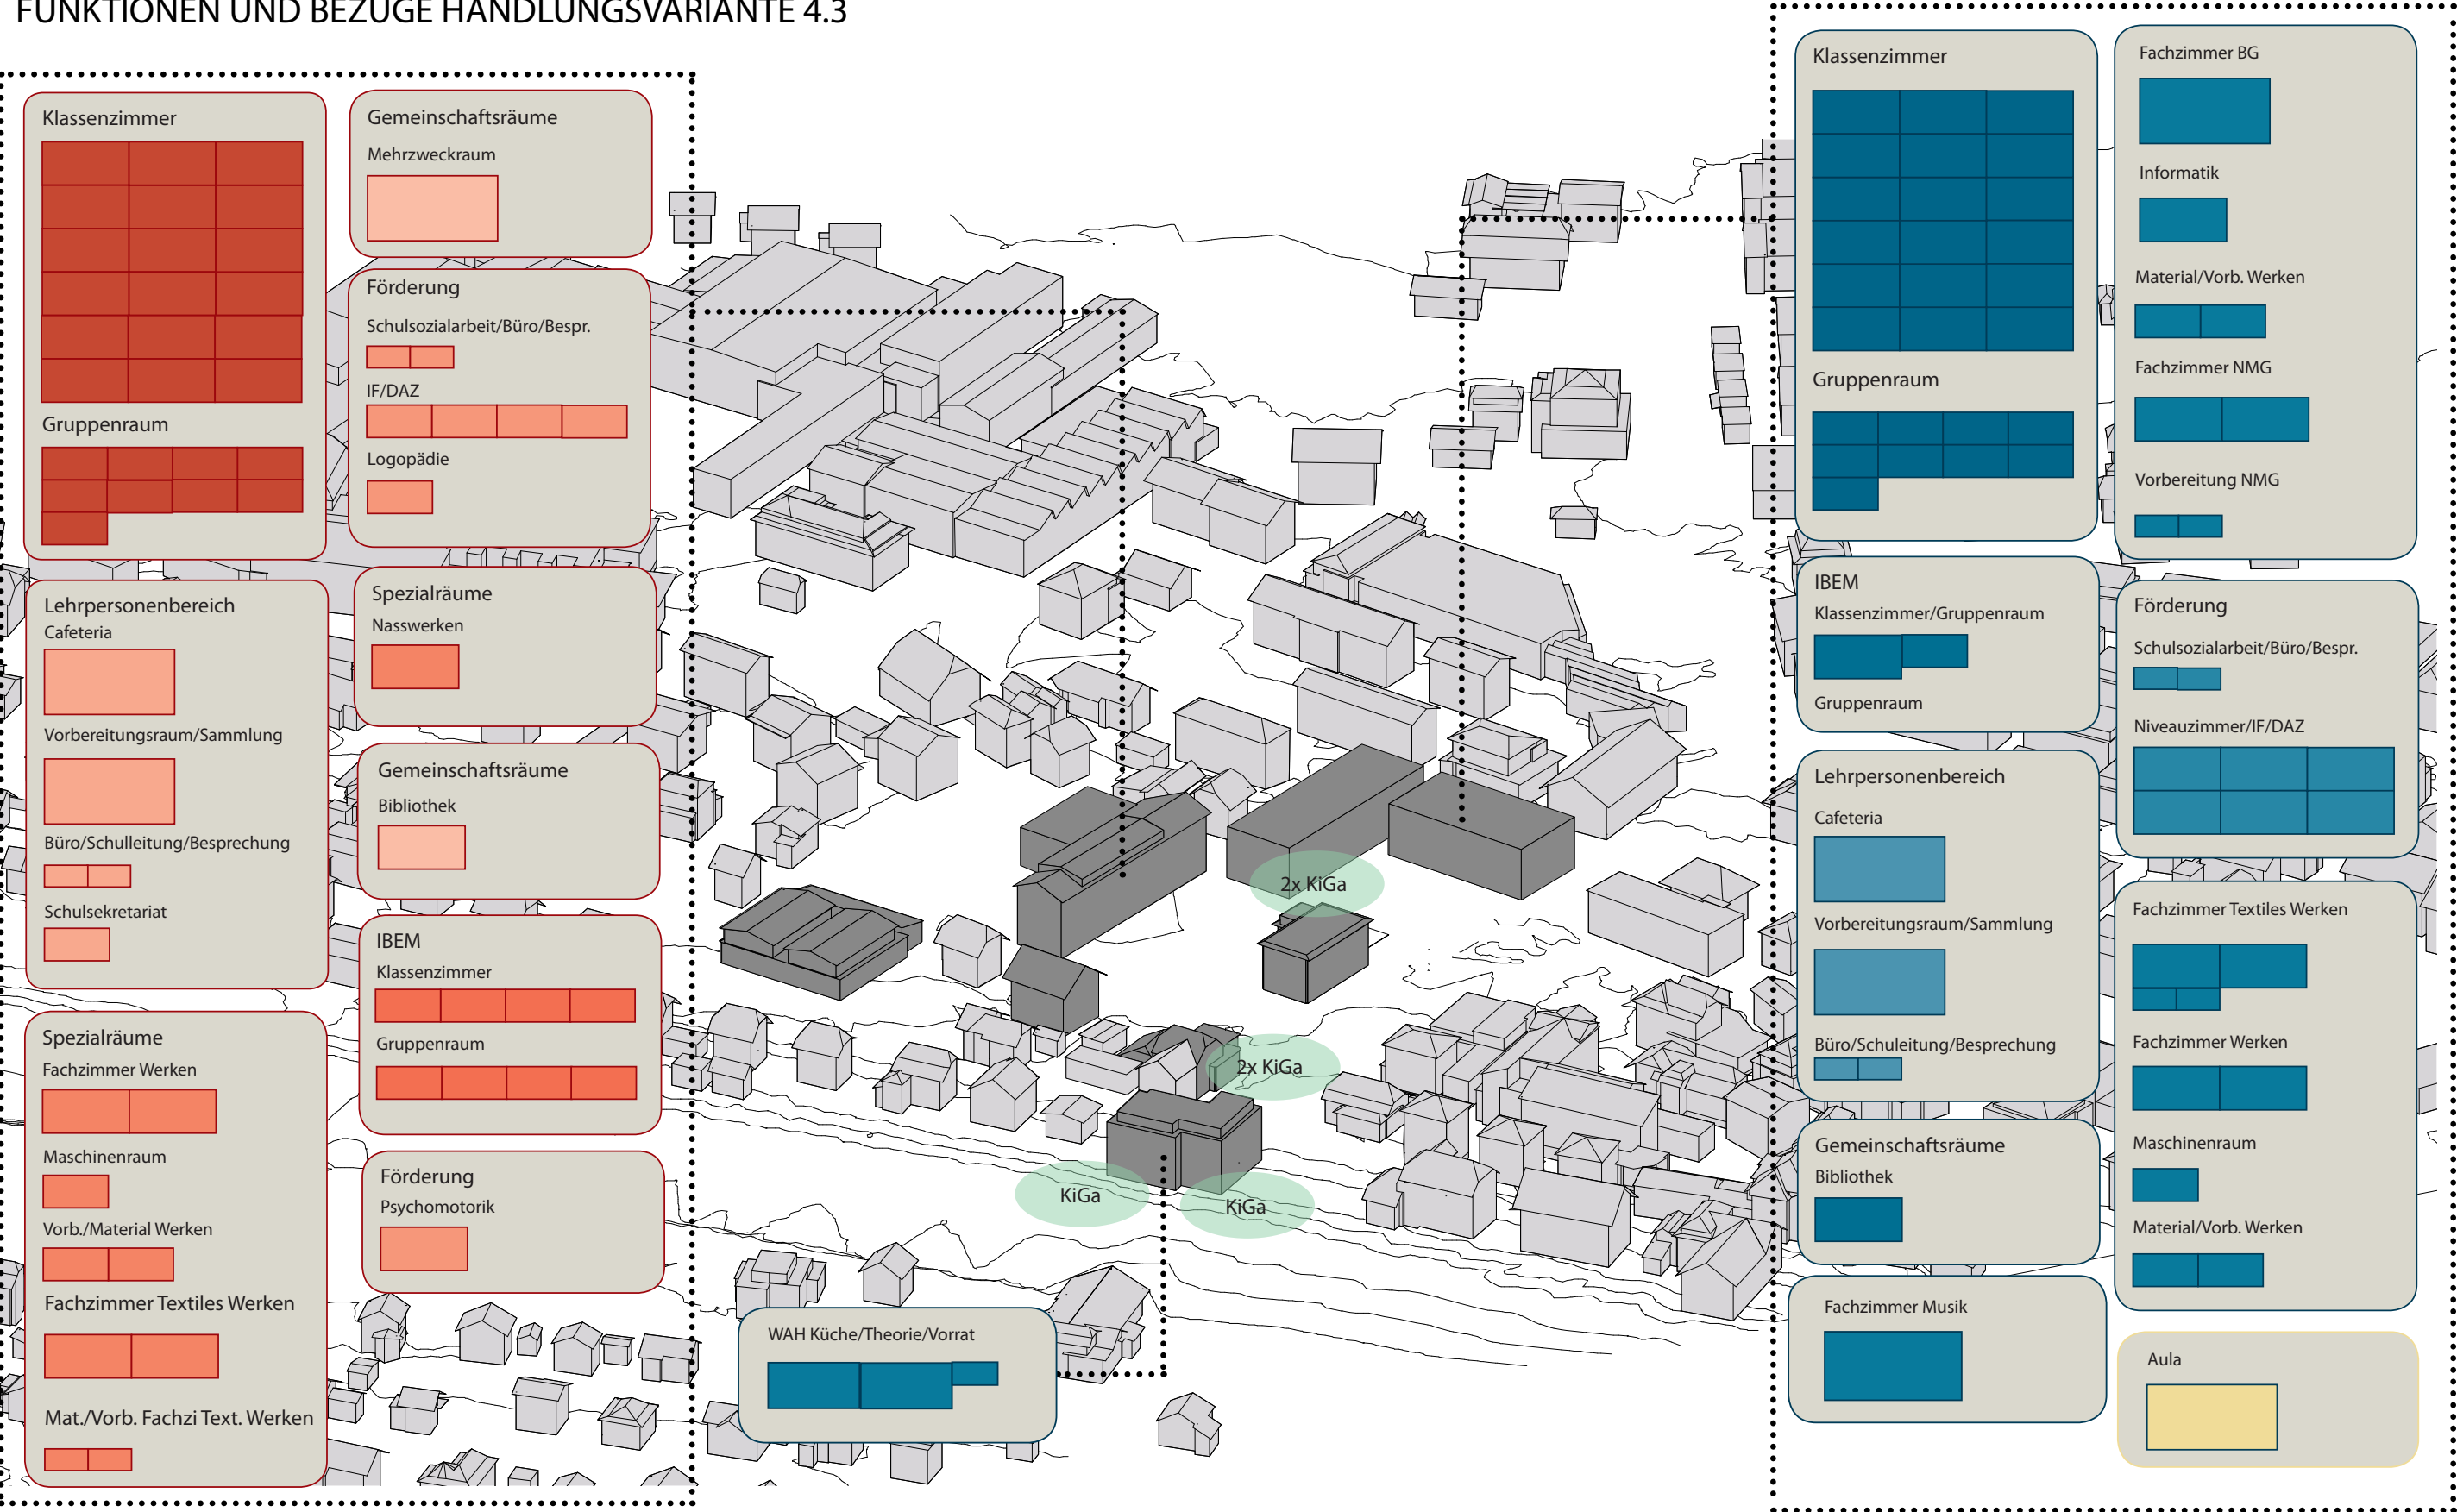 FUNKTIONEN UND BEZÜGE HANDLUNGSVARIANTE 4.3
Klassenzimmer
Gruppenraum
Lehrpersonenbereich
Cafeteria
Vorbereitungsraum/Sammlung
Büro/Schulleitung/Besprechung
Schulsekretariat
Spezialräume
Fachzimmer Werken
Maschinenraum
Vorb./Material Werken
Fachzimmer Textiles Werken
Mat./Vorb. Fachzi Text. Werken
Gemeinschaftsräume
Mehrzweckraum
Förderung
Schulsozialarbeit/Büro/Bespr.
IF/DAZ
Logopädie
Spezialräume
Nasswerken
Gemeinschaftsräume
Bibliothek
IBEM
Klassenzimmer
Gruppenraum
Förderung
Psychomotorik
2x KiGa
2x KiGa
KiGa
KiGa
WAH Küche/Theorie/Vorrat
Klassenzimmer
Gruppenraum
IBEM
Klassenzimmer/Gruppenraum
Gruppenraum
Lehrpersonenbereich
Cafeteria
Vorbereitungsraum/Sammlung
Büro/Schuleitung/Besprechung
Gemeinschaftsräume
Bibliothek
Fachzimmer Musik
Fachzimmer BG
Informatik
Material/Vorb. Werken
Fachzimmer NMG
Vorbereitung NMG
Förderung
Schulsozialarbeit/Büro/Bespr.
Niveauzimmer/IF/DAZ
Fachzimmer Textiles Werken
Fachzimmer Werken
Maschinenraum
Material/Vorb. Werken
Aula